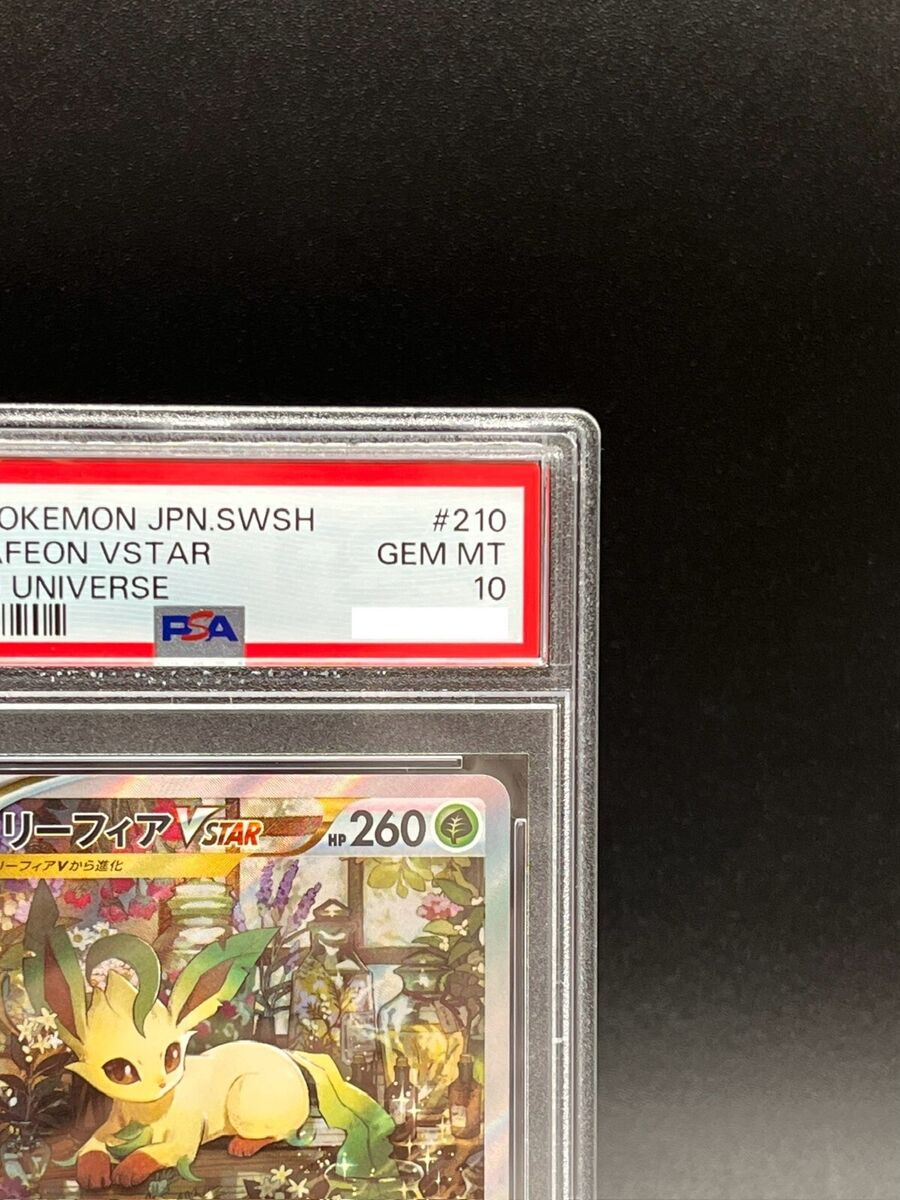 OKEMON JPN.SWSH #210
AFEON VSTAR GEM MT
UNIVERSE 10
PSA
リーフィアVSTAR HP 260
リーフィアVから進化